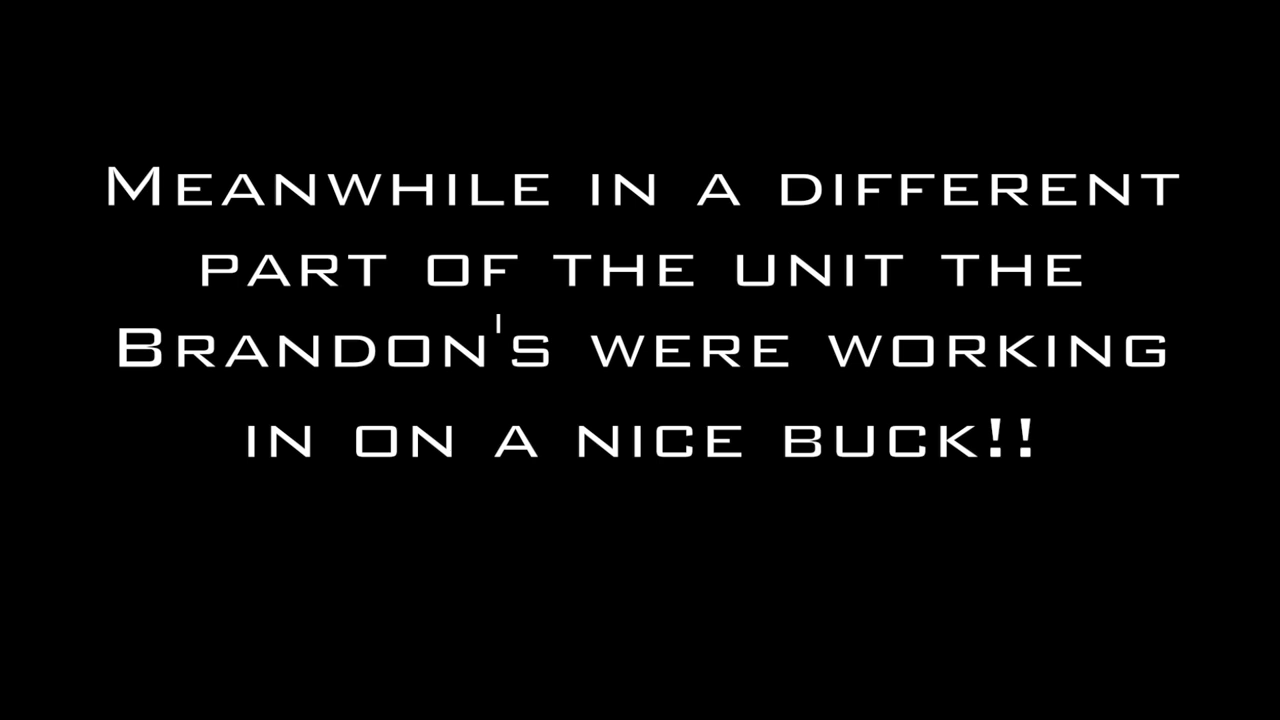 Meanwhile in a different
part of the unit the
Brandon's were working
in on a nice buck!!